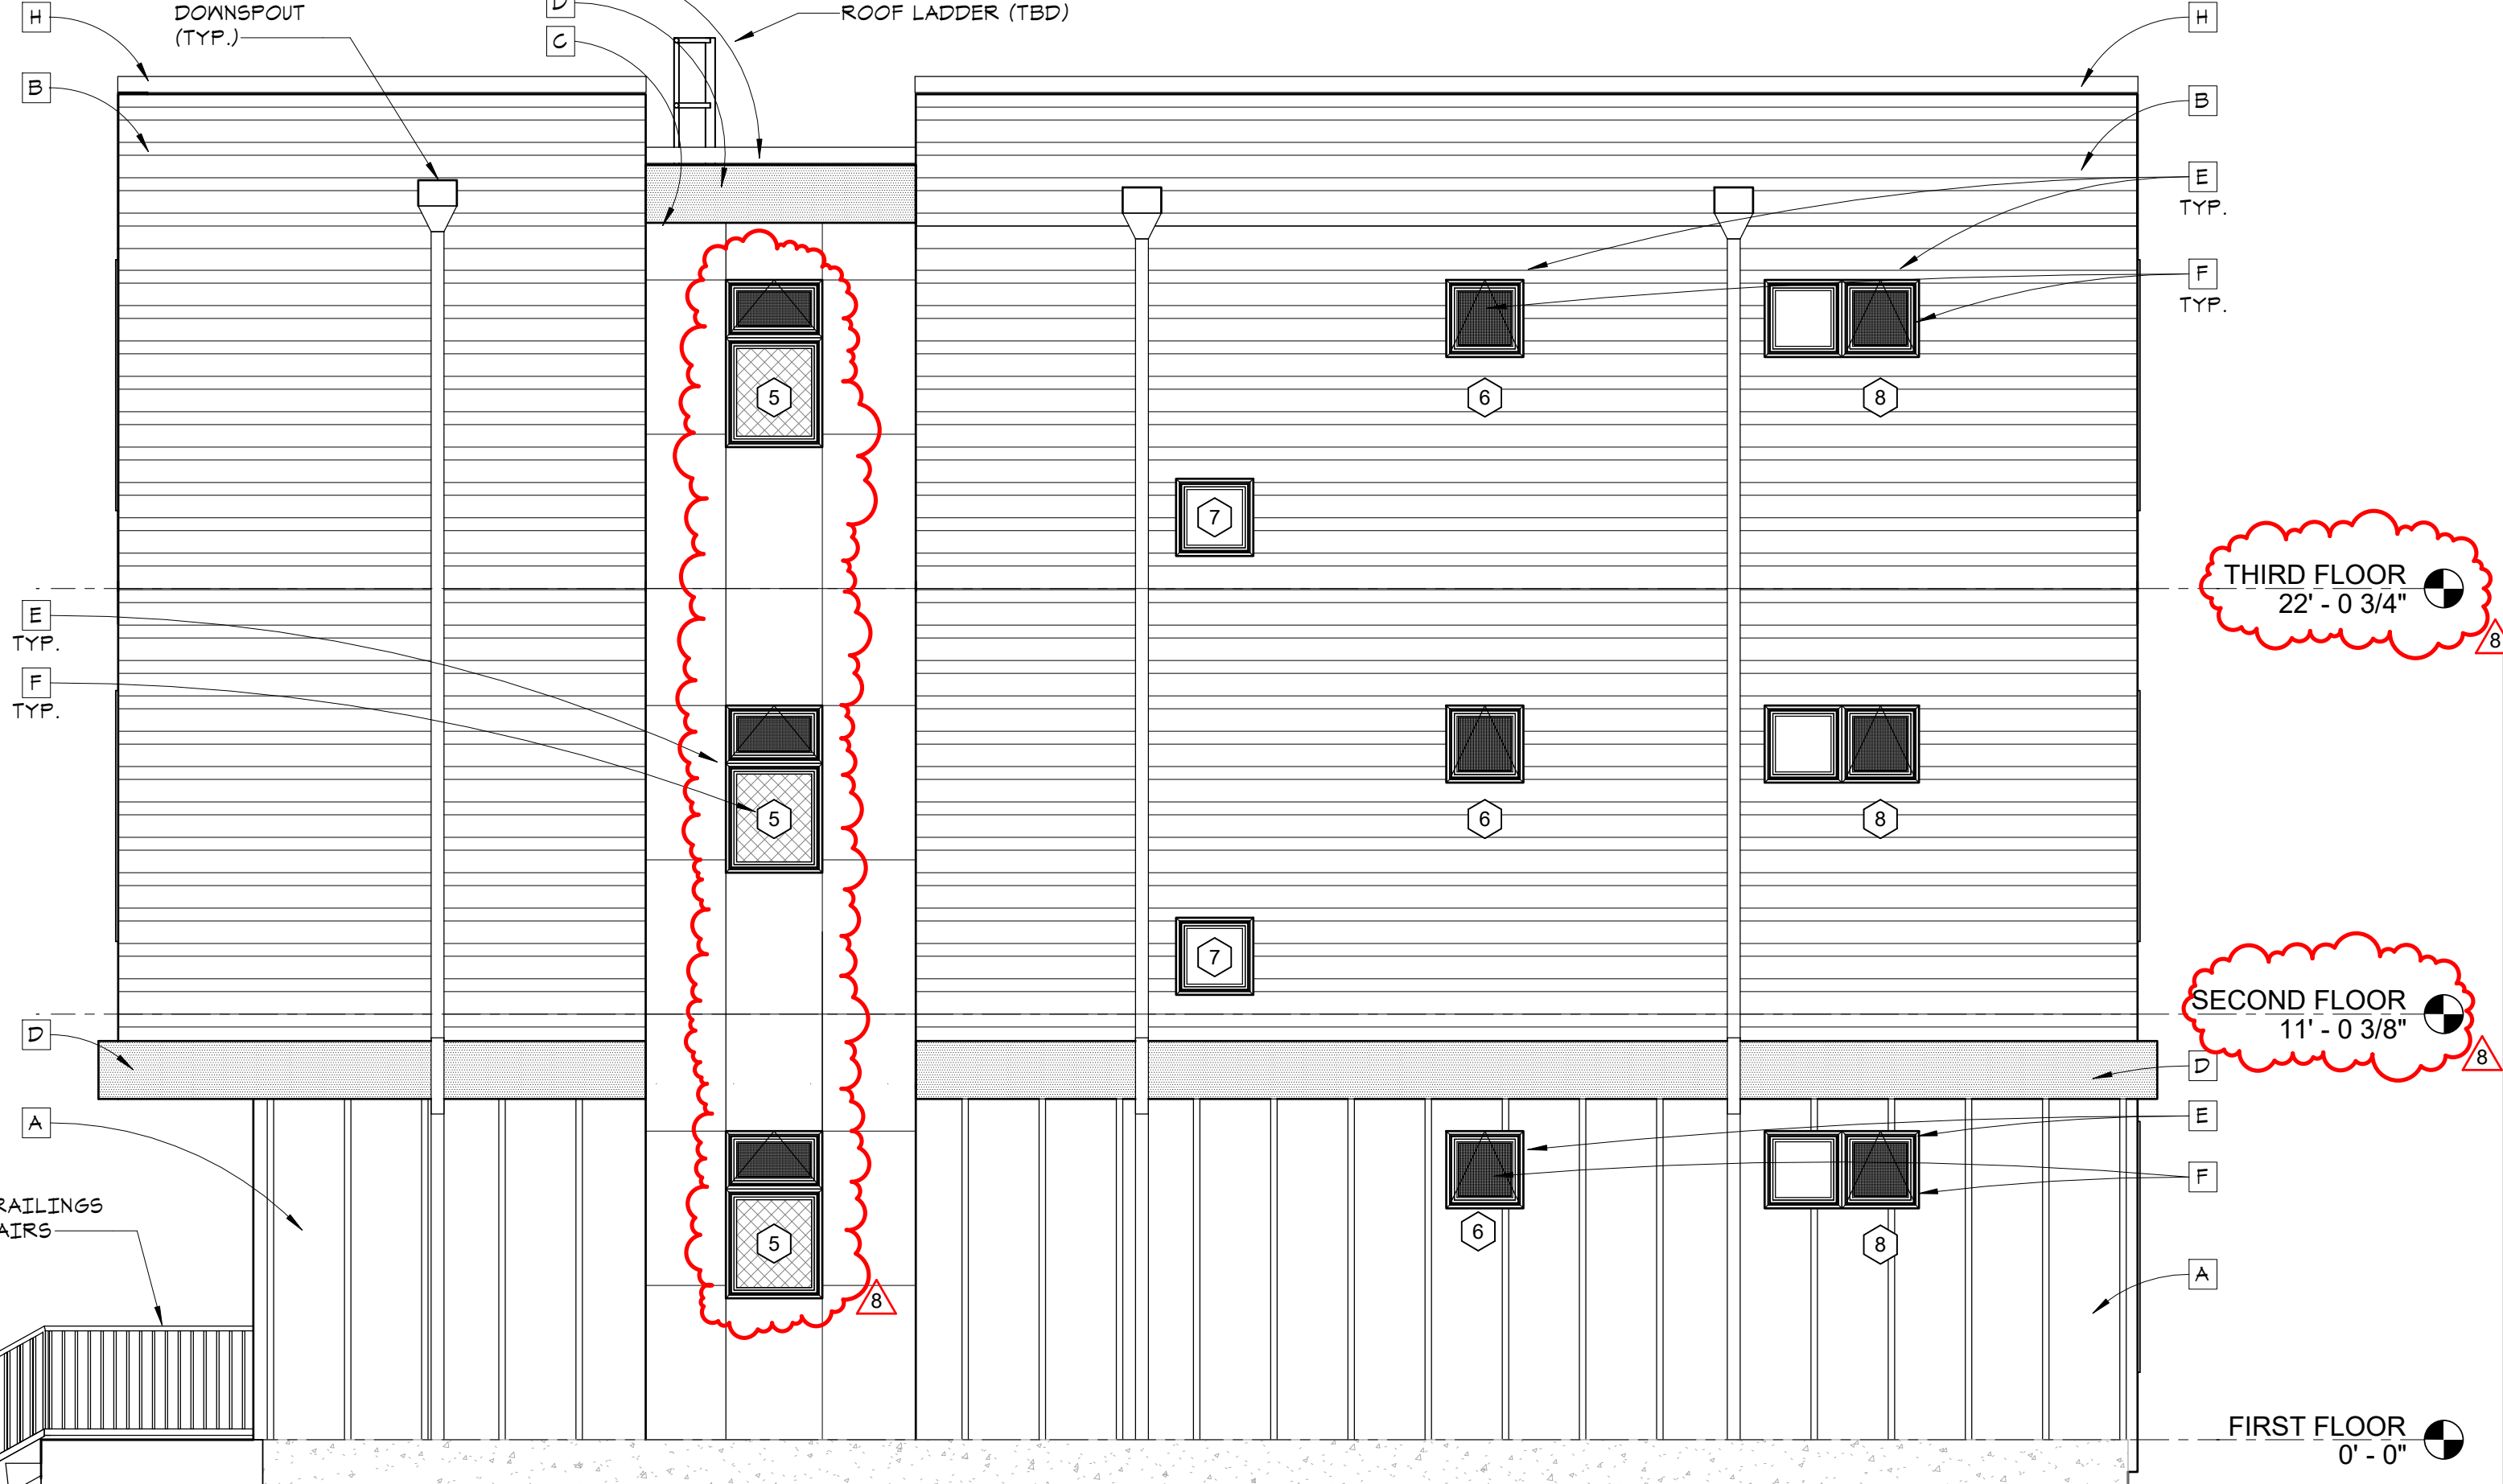 H
DOWNSPOUT
(TYP.)
D
C
ROOF LADDER (TBD)
H
B
B
E
TYP.
F
TYP.
5
6
8
7
THIRD FLOOR
22' - 0 3/4"
8
E
TYP.
F
TYP.
5
6
8
7
SECOND FLOOR
11' - 0 3/8"
8
D
D
A
E
F
RAILINGS
AIRS
5
6
8
8
A
FIRST FLOOR
0' - 0"